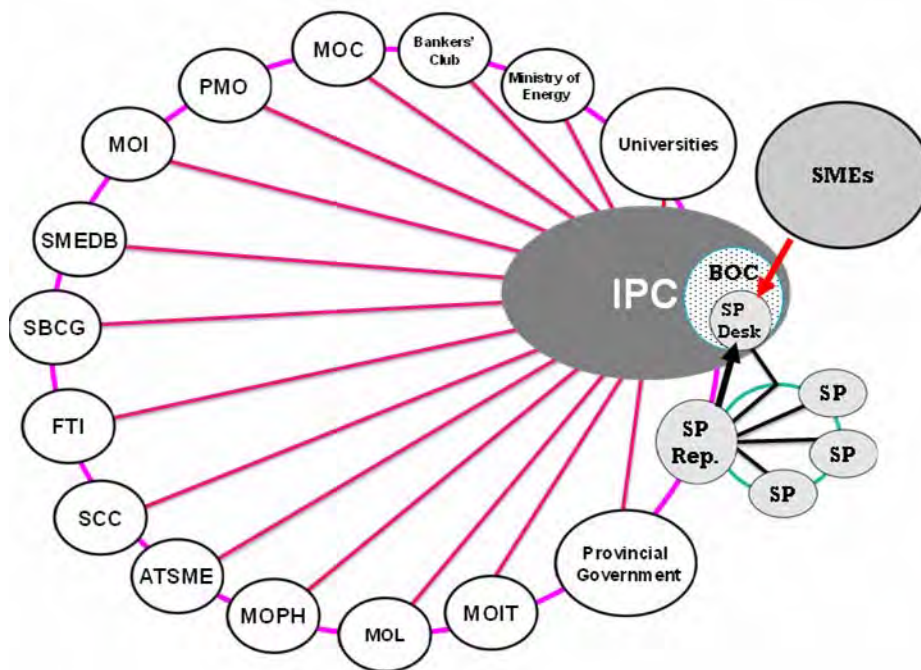 MOC
Bankers'
Club
Ministry of
Energy
PMO
Universities
MOI
SMEs
SMEDB
BOC
IPC
SP
Desk
SBCG
SP
FTI
SP
Rep.
SP
SP
SCC
Provincial
Government
ATSME
MOPH
MOL
MOIT